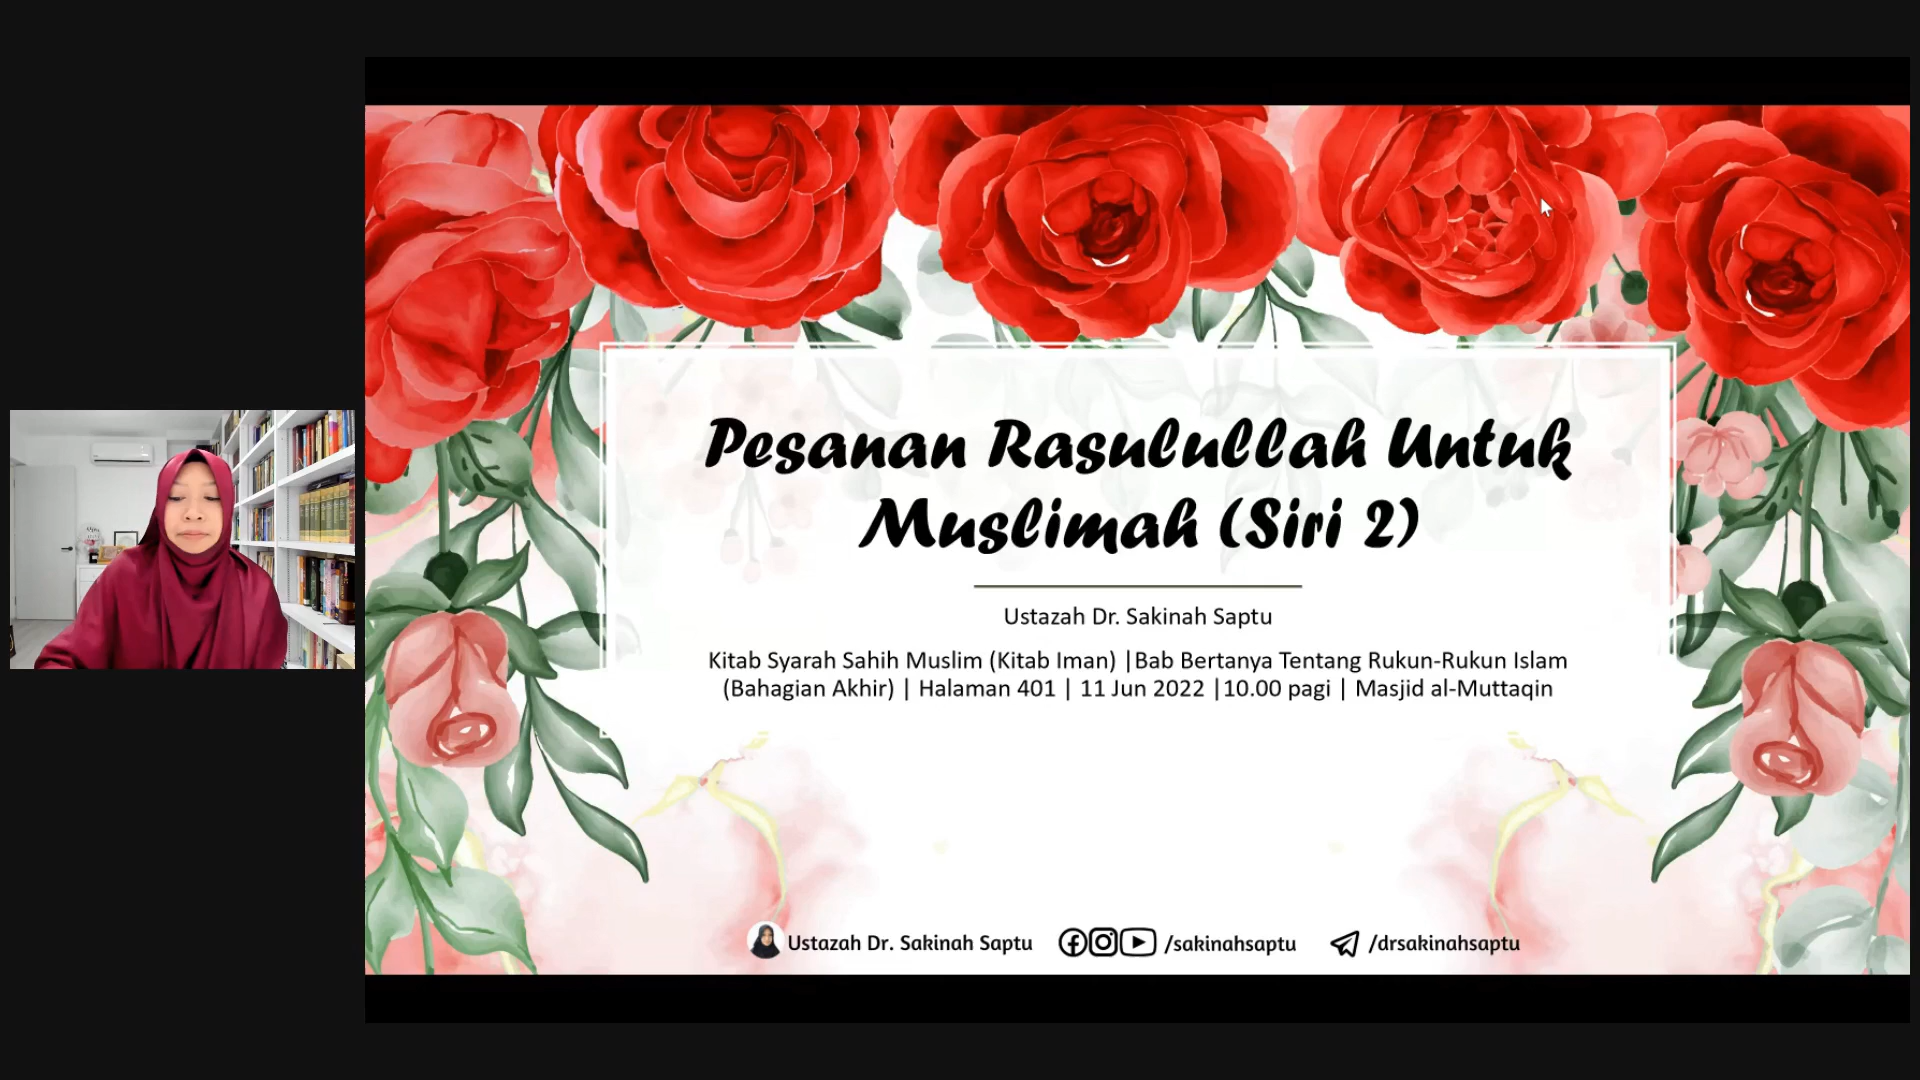 Pesanan Rasulullah Untuk
Muslimah (Siri 2)
Ustazah Dr. Sakinah Saptu
Kitab Syarah Sahih Muslim (Kitab Iman) |Bab Bertanya Tentang Rukun-Rukun Islam
(Bahagian Akhir) | Halaman 401 | 11 Jun 2022 |10.00 pagi | Masjid al-Muttaqin
Ustazah Dr. Sakinah Saptu /sakinahsaptu /drsakinahsaptu